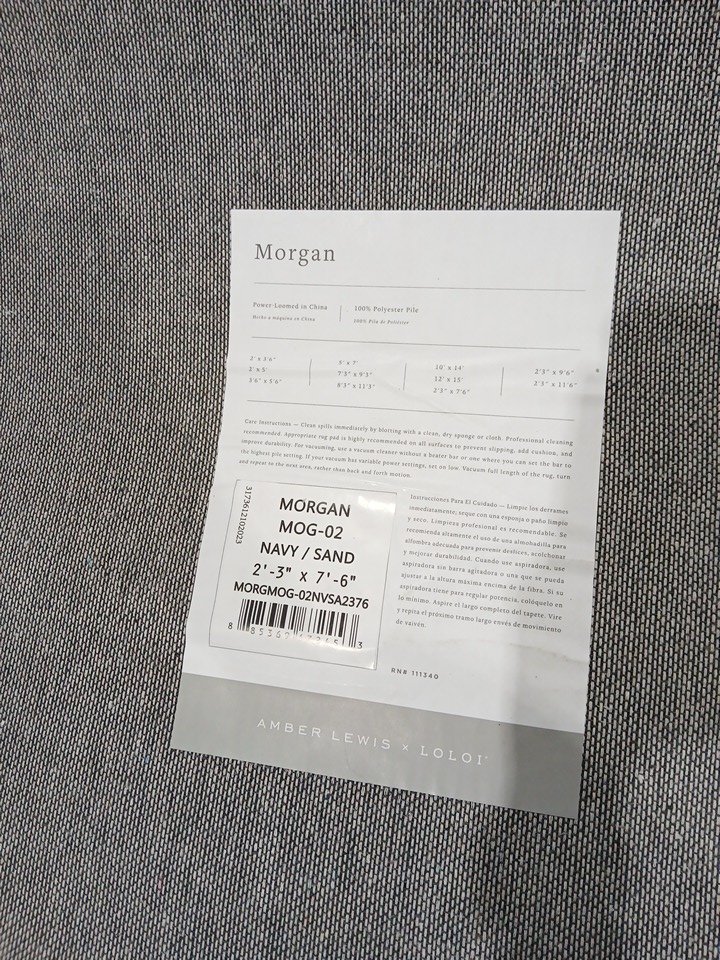 Morgan
Power-Loomed in China
Hecho a máquina en China
100% Polyester Pile
100% Pila de Poliéster
2' x 3'6"
2' x 5'
3'6" x 5'6"
5' x 7'
7'3" x 9'3"
8'3" x 11'3"
10' x 14'
12' x 15'
2'3" x 7'6"
2'3" x 9'6"
2'3" x 11'6"
Care Instructions — Clean spills immediately by blotting with a clean, dry sponge or cloth. Professional cleaning
recommended. Appropriate rug pad is highly recommended on all surfaces to prevent slipping, add cushion, and
improve durability. For vacuuming, use a vacuum cleaner without a beater bar or one where you can set the bar to
the highest pile setting. If your vacuum has variable power settings, set on low. Vacuum full length of the rug, turn
and repeat to the next area, rather than back and forth motion.
Instrucciones Para El Cuidado — Limpie los derrames
inmediatamente, seque con una esponja o paño limpio
y seco. Limpieza profesional es recomendable. Se
recomienda altamente el uso de una almohadilla para
alfombra adecuada para prevenir deslices, acolchonar
y mejorar durabilidad. Cuando use aspiradora, use
aspiradora sin barra agitadora o una que se pueda
ajustar a la altura máxima encima de la fibra. Si su
aspiradora tiene para regular potencia, colóquelo en
lo mínimo. Aspire el largo completo del tapete. Vire
y repita el próximo tramo largo envés de movimiento
de vaivén.
3173612102023
MORGAN
MOG-02
NAVY / SAND
2'-3" x 7'-6"
MORGMOG-02NVSA2376
8 3
RN# 111340
AMBER LEWIS × LOLOI